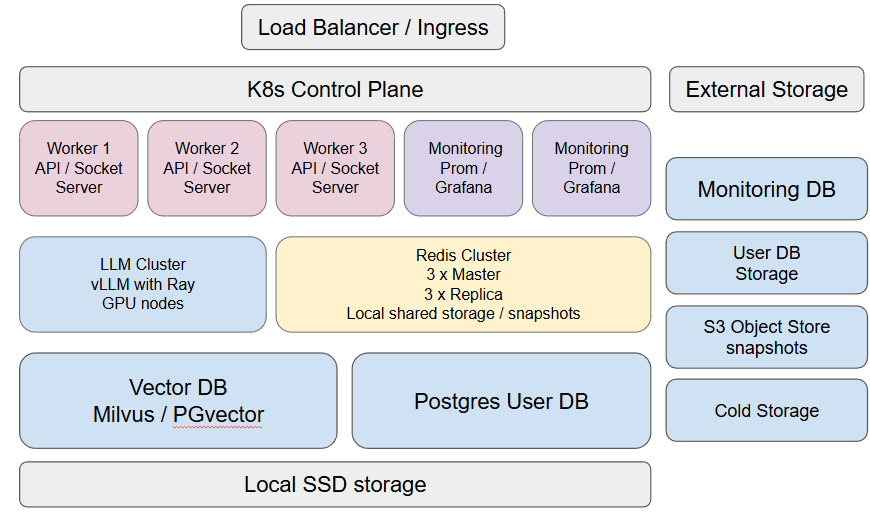 Load Balancer / Ingress
K8s Control Plane
External Storage
Worker 1
API / Socket
Server
Worker 2
API / Socket
Server
Worker 3
API / Socket
Server
Monitoring
Prom /
Grafana
Monitoring
Prom /
Grafana
Monitoring DB
LLM Cluster
vLLM with Ray
GPU nodes
Redis Cluster
3 x Master
3 x Replica
Local shared storage / snapshots
User DB
Storage
S3 Object Store
snapshots
Vector DB
Milvus / PGvector
Postgres User DB
Cold Storage
Local SSD storage